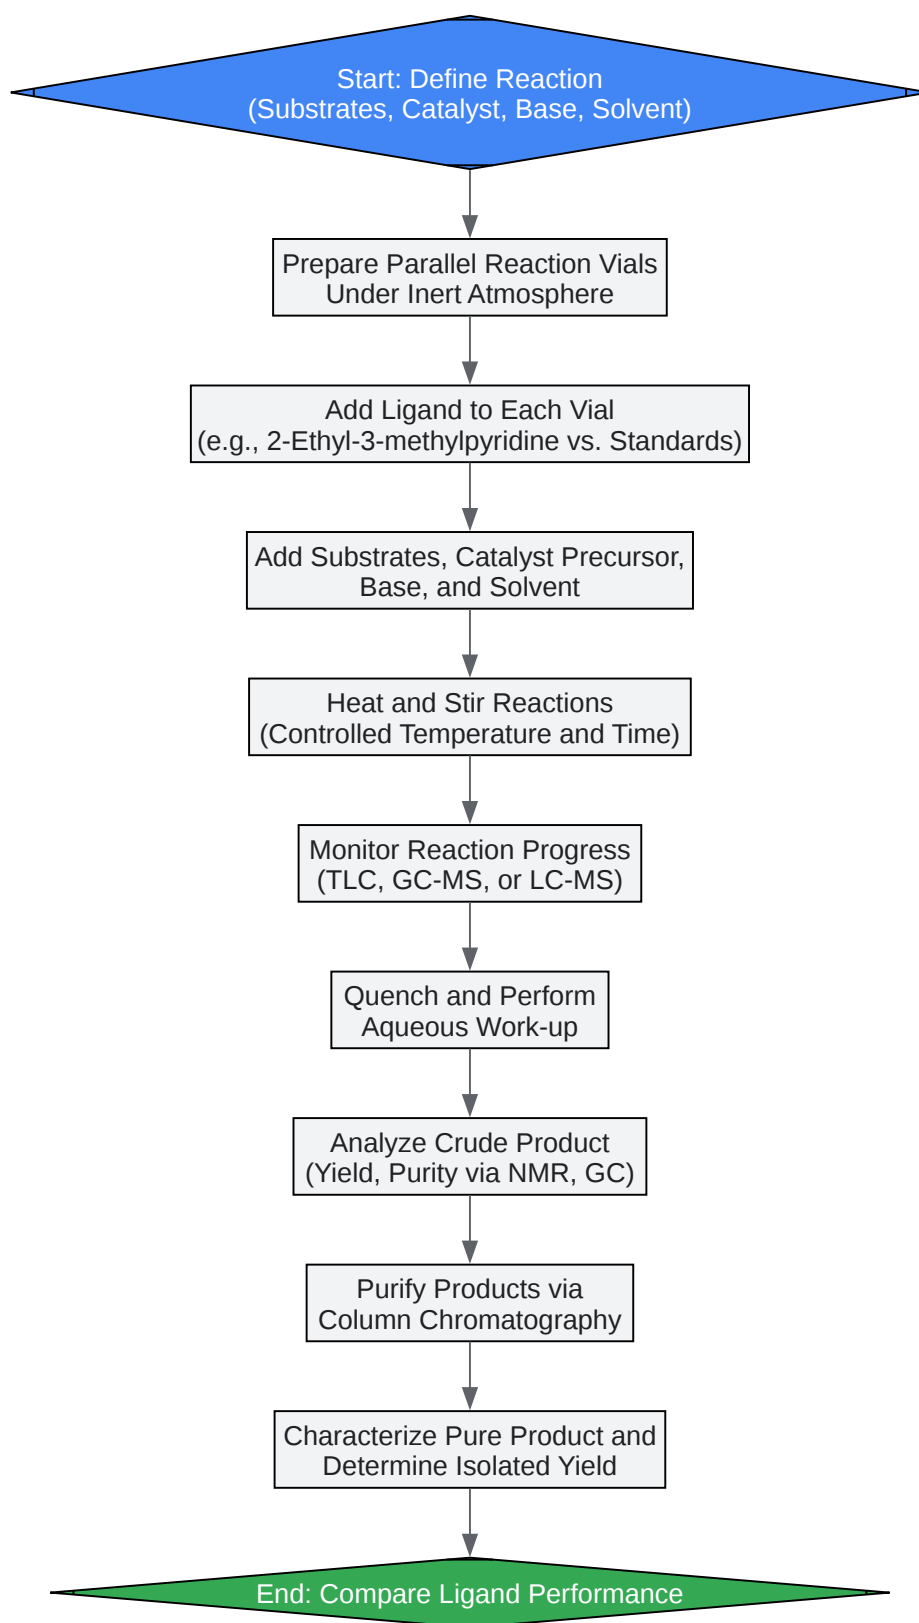 Start: Define Reaction
(Substrates, Catalyst, Base, Solvent)
Prepare Parallel Reaction Vials
Under Inert Atmosphere
Add Ligand to Each Vial
(e.g., 2-Ethyl-3-methylpyridine vs. Standards)
Add Substrates, Catalyst Precursor,
Base, and Solvent
Heat and Stir Reactions
(Controlled Temperature and Time)
Monitor Reaction Progress
(TLC, GC-MS, or LC-MS)
Quench and Perform
Aqueous Work-up
Analyze Crude Product
(Yield, Purity via NMR, GC)
Purify Products via
Column Chromatography
Characterize Pure Product and
Determine Isolated Yield
End: Compare Ligand Performance